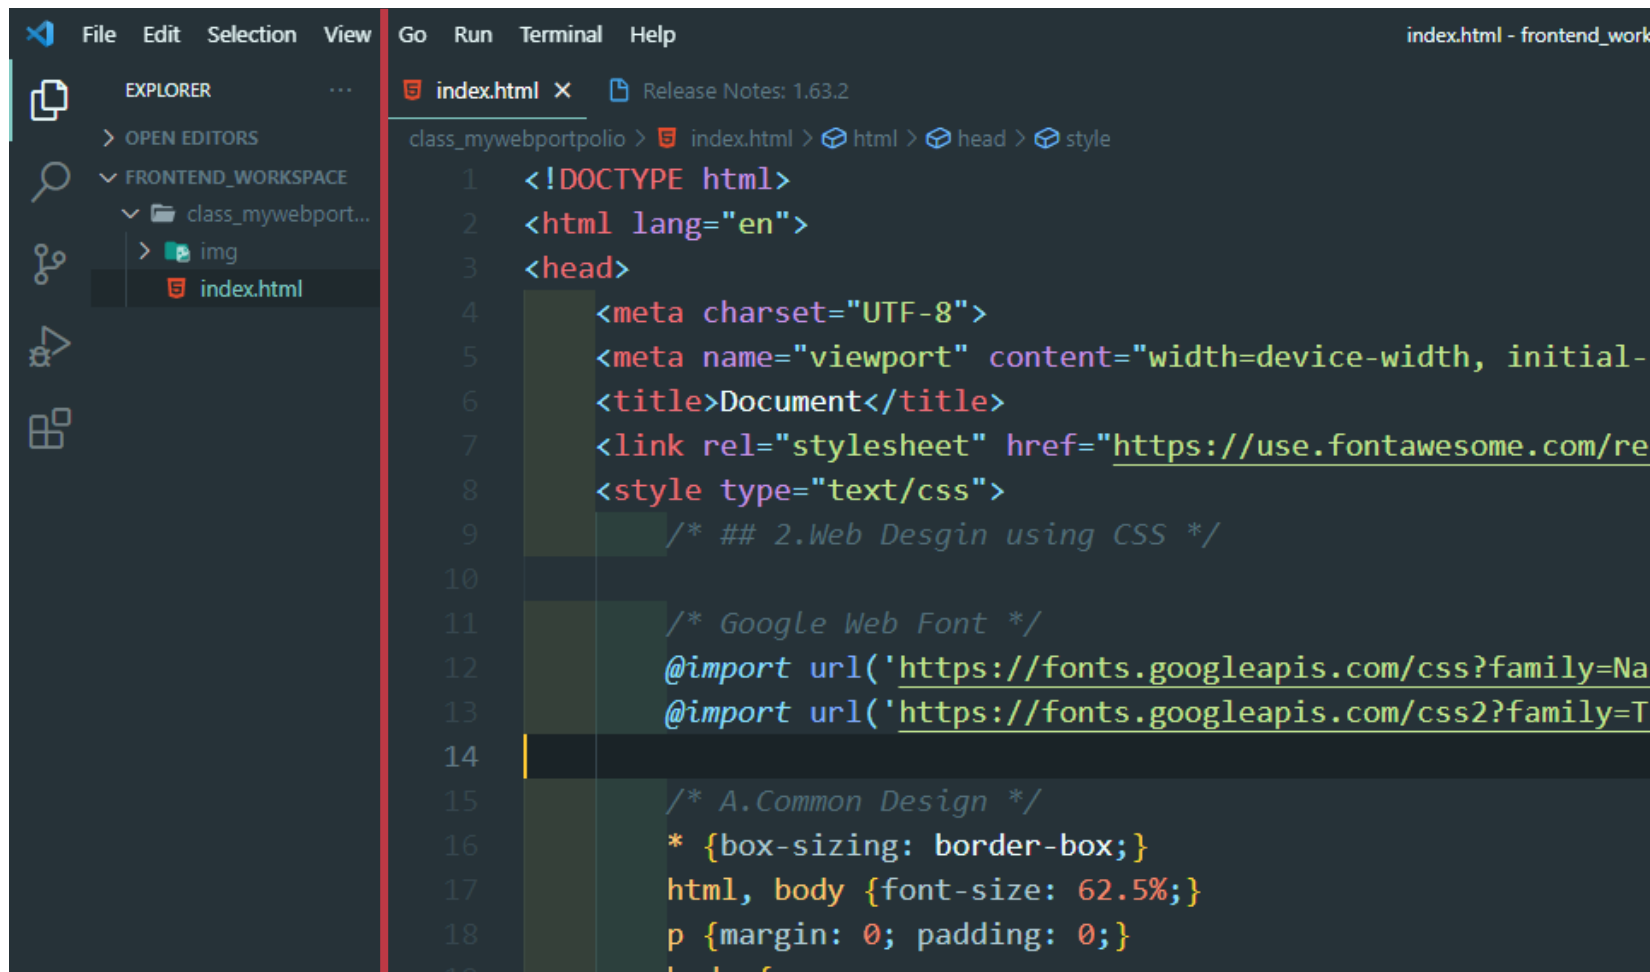 File Edit Selection View Go Run Terminal Help index.html - frontend_work
EXPLORER ...
OPEN EDITORS
FRONTEND_WORKSPACE
class_mywebport...
img
index.html
index.html Release Notes: 1.63.2
class_mywebportpolio > index.html > html > head > style
1 <!DOCTYPE html>
2 <html lang="en">
3 <head>
4 <meta charset="UTF-8">
5 <meta name="viewport" content="width=device-width, initial-
6 <title>Document</title>
7 <link rel="stylesheet" href="https://use.fontawesome.com/re
8 <style type="text/css">
9 /* ## 2.Web Desgin using CSS */
10
11 /* Google Web Font */
12 @import url('https://fonts.googleapis.com/css?family=Na
13 @import url('https://fonts.googleapis.com/css2?family=T
14
15 /* A.Common Design */
16 * {box-sizing: border-box;}
17 html, body {font-size: 62.5%;}
18 p {margin: 0; padding: 0;}